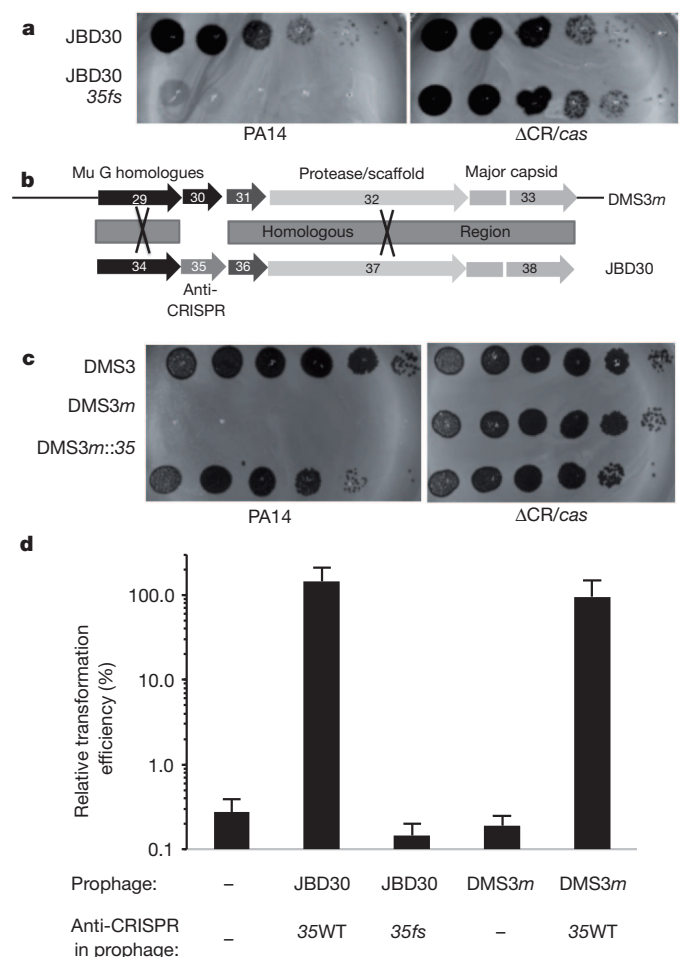 a
JBD30
JBD30
35fs
PA14
ΔCR/cas
b
Mu G homologues
Protease/scaffold
Major capsid
29
30
31
32
33
DMS3m
Homologous
Region
34
35
36
37
38
JBD30
Anti-
CRISPR
c
DMS3
DMS3m
DMS3m::35
PA14
ΔCR/cas
d
Relative transformation
efficiency (%)
100.0
10.0
1.0
0.1
Prophage:
–
JBD30
JBD30
DMS3m
DMS3m
Anti-CRISPR
in prophage:
–
35WT
35fs
–
35WT